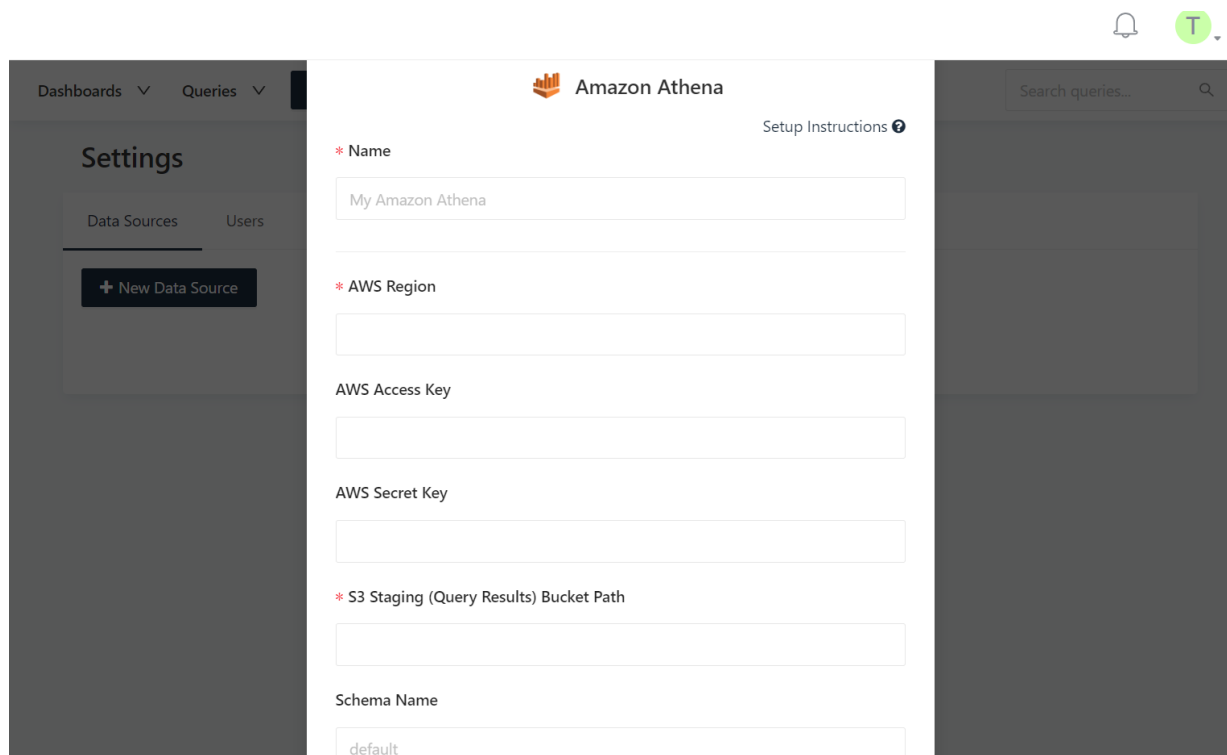 T
Dashboards Queries
Search queries...
Amazon Athena
Setup Instructions
Settings
Data Sources Users
+ New Data Source
* Name
My Amazon Athena
* AWS Region
AWS Access Key
AWS Secret Key
* S3 Staging (Query Results) Bucket Path
Schema Name
default